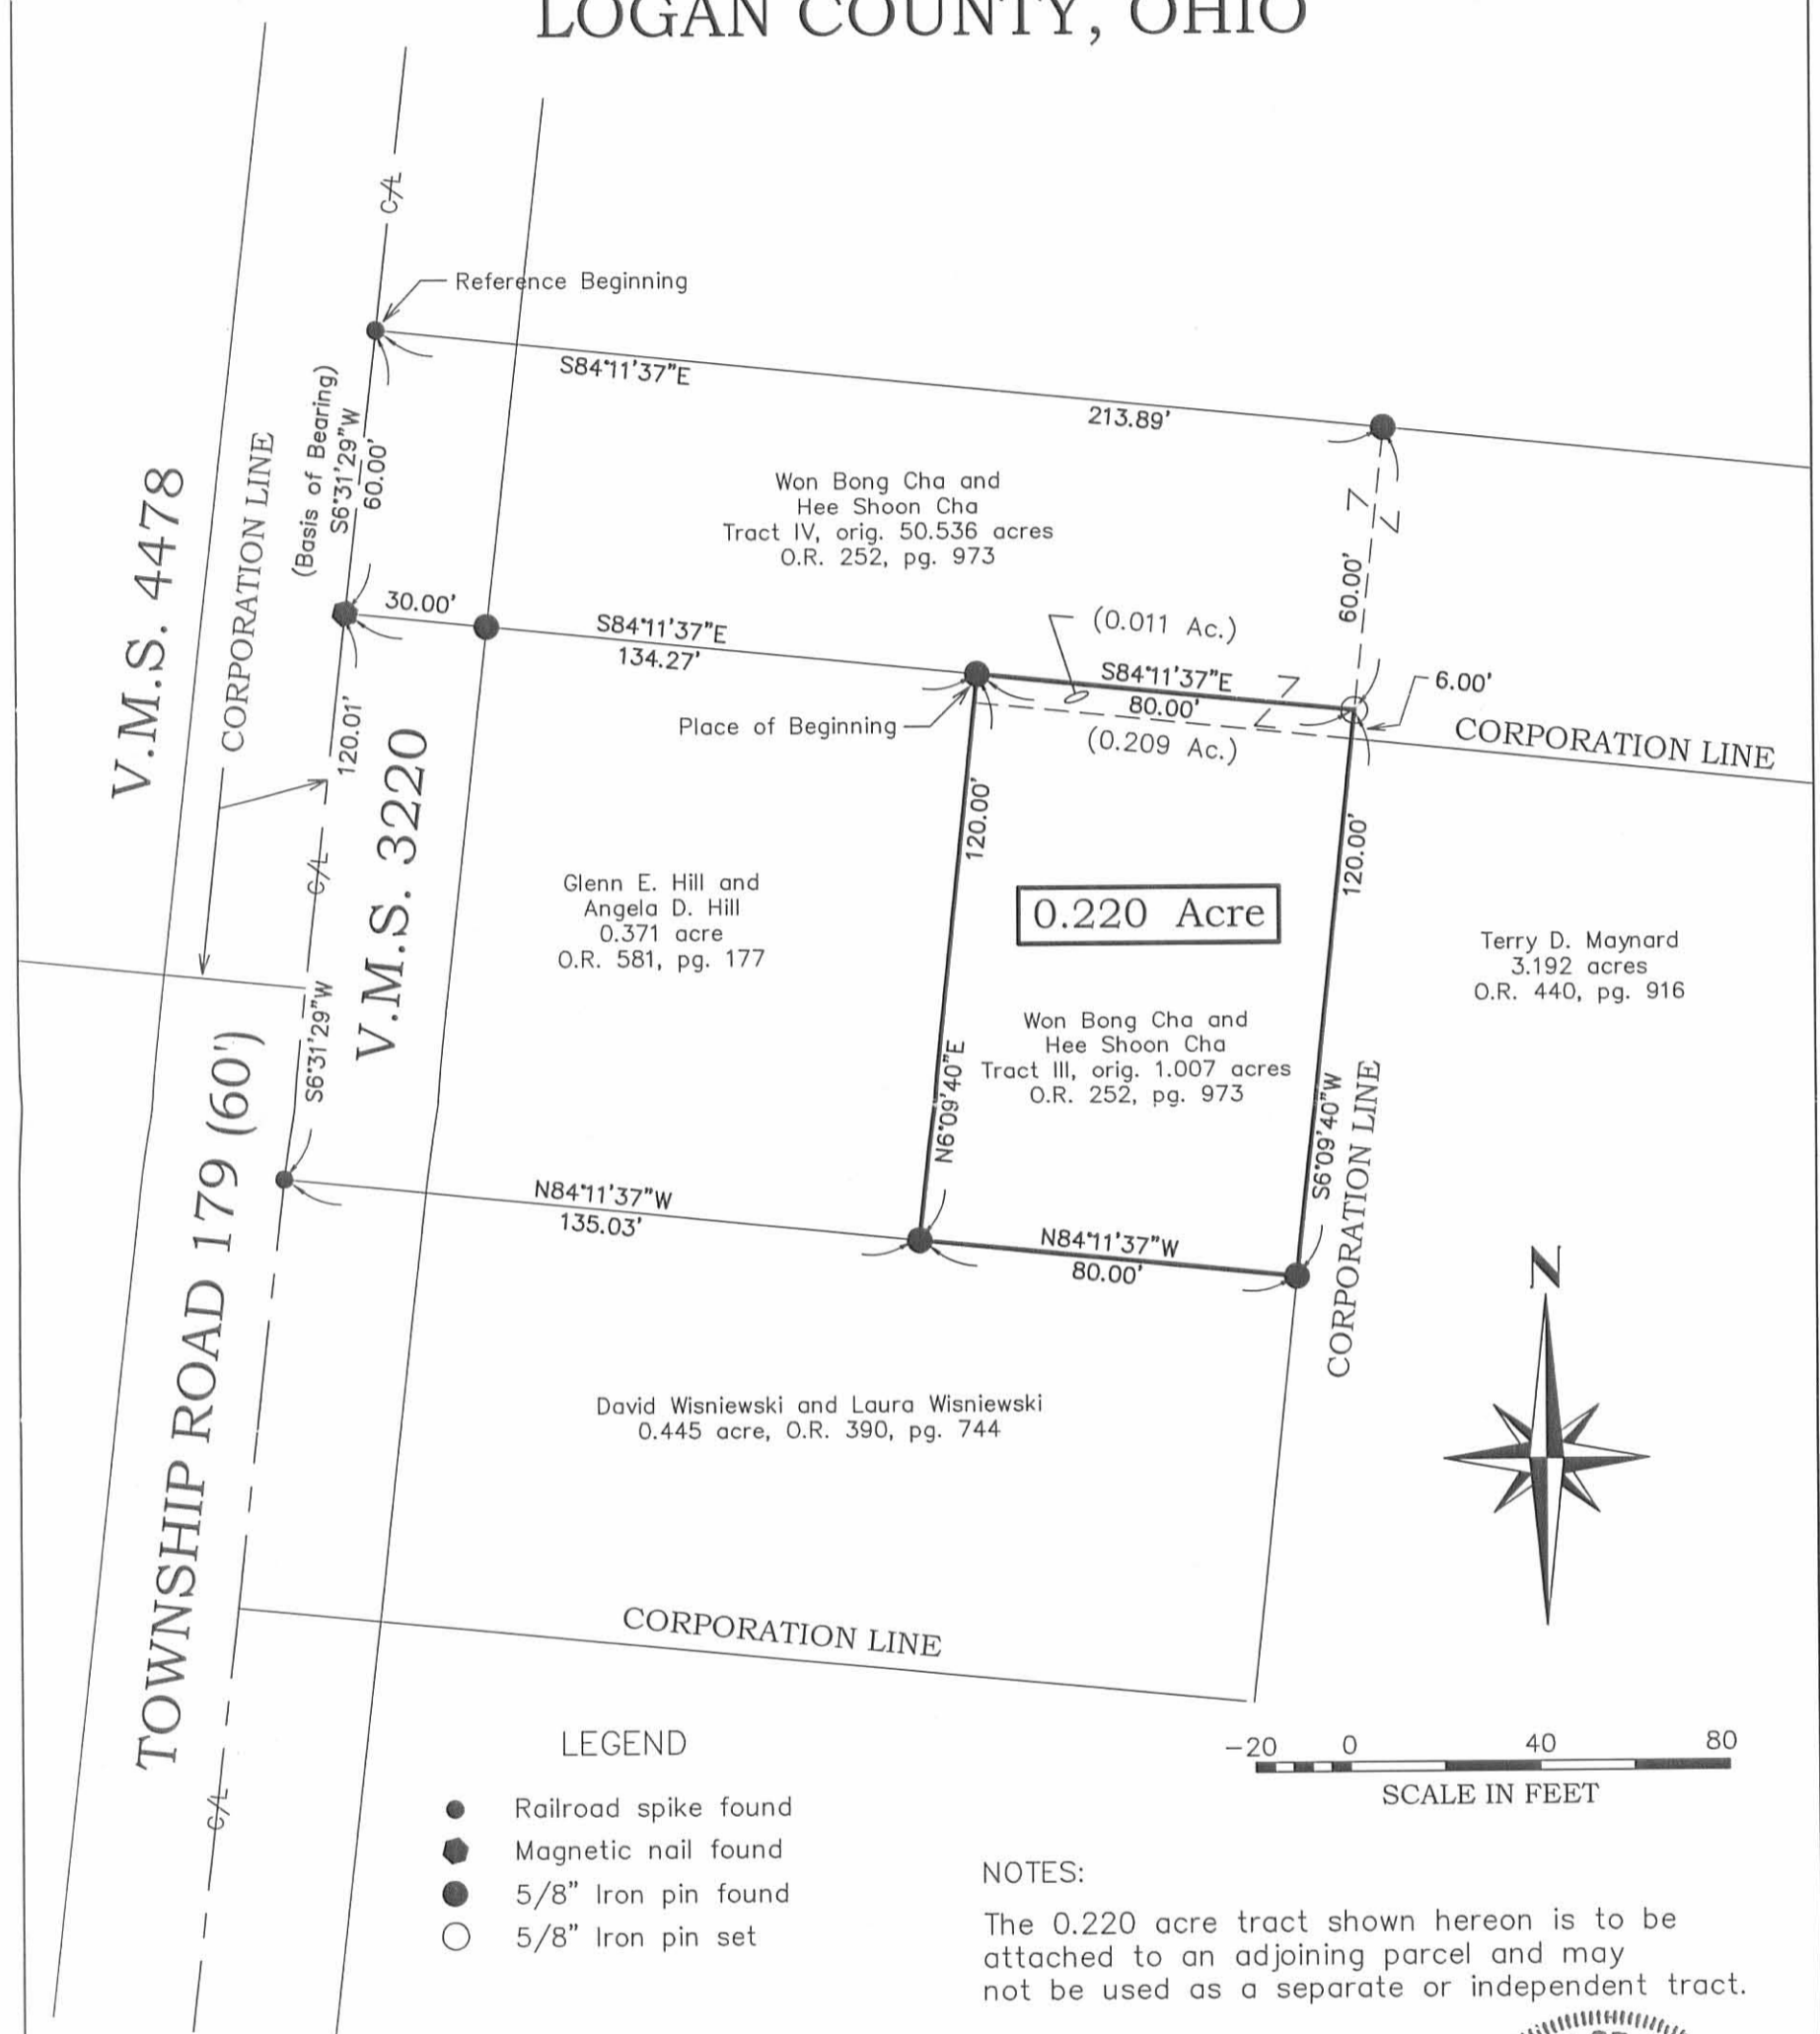 LOGAN COUNTY, OHIO
C/L
Reference Beginning
S84°11'37"E
213.89'
(Basis of Bearing)
S6°31'29"W
60.00'
V.M.S. 4478
CORPORATION LINE
Won Bong Cha and
Hee Shoon Cha
Tract IV, orig. 50.536 acres
O.R. 252, pg. 973
60.00'
30.00'
S84°11'37"E
134.27'
(0.011 Ac.)
S84°11'37"E
80.00'
6.00'
Place of Beginning
(0.209 Ac.)
CORPORATION LINE
120.01'
V.M.S. 3220
C/L
120.00'
120.00'
Glenn E. Hill and
Angela D. Hill
0.371 acre
O.R. 581, pg. 177
0.220 Acre
Terry D. Maynard
3.192 acres
O.R. 440, pg. 916
S6°31'29"W
Won Bong Cha and
Hee Shoon Cha
Tract III, orig. 1.007 acres
O.R. 252, pg. 973
N6°09'40"E
S6°09'40"W
CORPORATION LINE
TOWNSHIP ROAD 179 (60')
N84°11'37"W
135.03'
N84°11'37"W
80.00'
N
David Wisniewski and Laura Wisniewski
0.445 acre, O.R. 390, pg. 744
CORPORATION LINE
C/L
LEGEND
Railroad spike found
Magnetic nail found
5/8" Iron pin found
5/8" Iron pin set
-20 0 40 80
SCALE IN FEET
NOTES:
The 0.220 acre tract shown hereon is to be
attached to an adjoining parcel and may
not be used as a separate or independent tract.